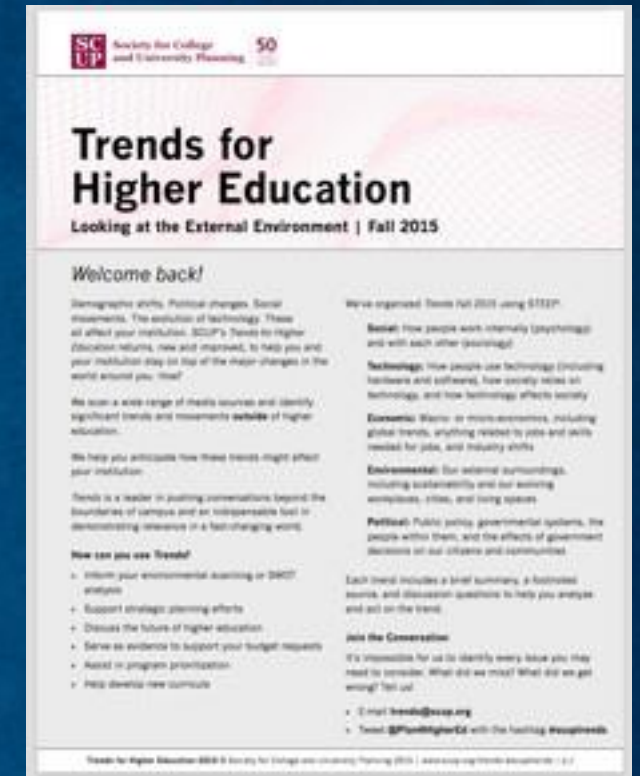 SC
UP
Society for College
and University Planning
50
Trends for
Higher Education
Looking at the External Environment | Fall 2015
Welcome back!
Demographic shifts. Political changes. Social
movements. The evolution of technology. These
all affect your institution. SCUP's Trends for Higher
Education returns, new and improved, to help you and
your institution stay on top of the major changes in the
world around you. How?
We scan a wide range of media sources and identify
significant trends and movements outside of higher
education.
We help you anticipate how these trends might affect
your institution.
Trends is a leader in pushing conversations beyond the
boundaries of campus and an indispensable tool in
demonstrating relevance in a fast-changing world.
How can you use Trends?
• Inform your environmental scanning or SWOT
analysis
• Support strategic planning efforts
• Discuss the future of higher education
• Serve as evidence to support your budget requests
• Assist in program prioritization
• Help develop new curricula
We've organized Trends Fall 2015 using STEEP:
Social: How people work internally (psychology)
and with each other (sociology)
Technology: How people use technology (including
hardware and software), how society relies on
technology, and how technology affects society
Economic: Macro- or micro-economics, including
global trends, anything related to jobs and skills
needed for jobs, and industry shifts
Environmental: Our external surroundings,
including sustainability and our evolving
workplaces, cities, and living spaces
Political: Public policy, governmental systems, the
people within them, and the effects of government
decisions on our citizens and communities
Each trend includes a brief summary, a footnoted
source, and discussion questions to help you analyze
and act on the trend.
Join the Conversation
It's impossible for us to identify every issue you may
need to consider. What did we miss? What did we get
wrong? Tell us!
• E-mail trends@scup.org
• Tweet @Plan4HigherEd with the hashtag #scuptrends
Trends for Higher Education 2015 © Society for College and University Planning 2015 |